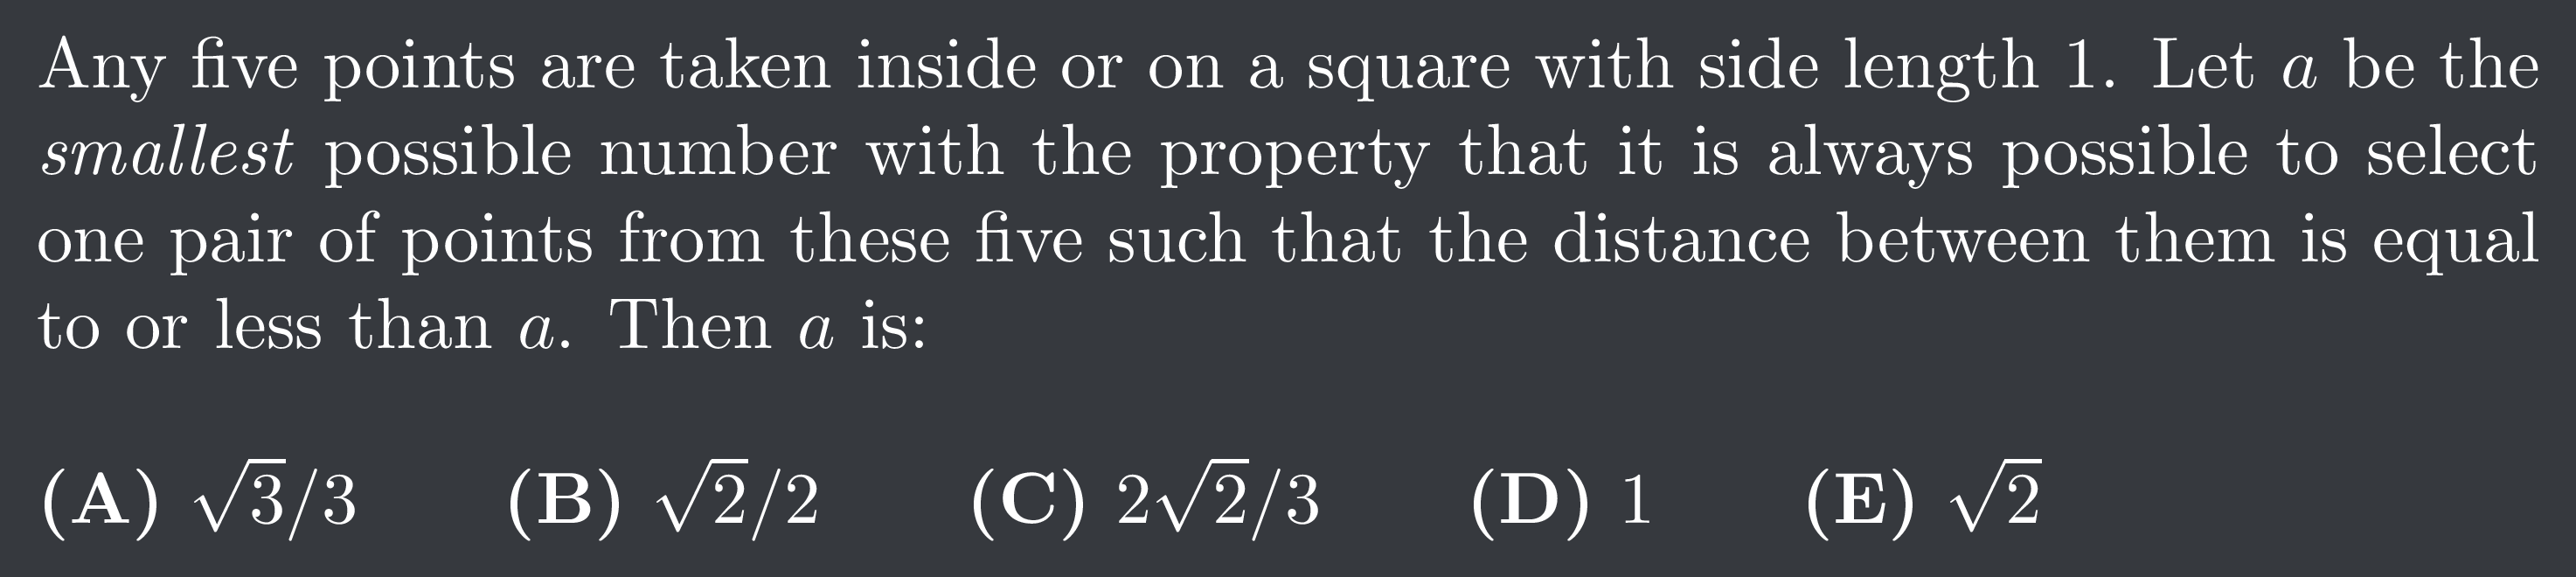 Any five points are taken inside or on a square with side length 1. Let a be the
smallest possible number with the property that it is always possible to select
one pair of points from these five such that the distance between them is equal
to or less than a. Then a is:
(A) √3/3 (B) √2/2 (C) 2√2/3 (D) 1 (E) √2